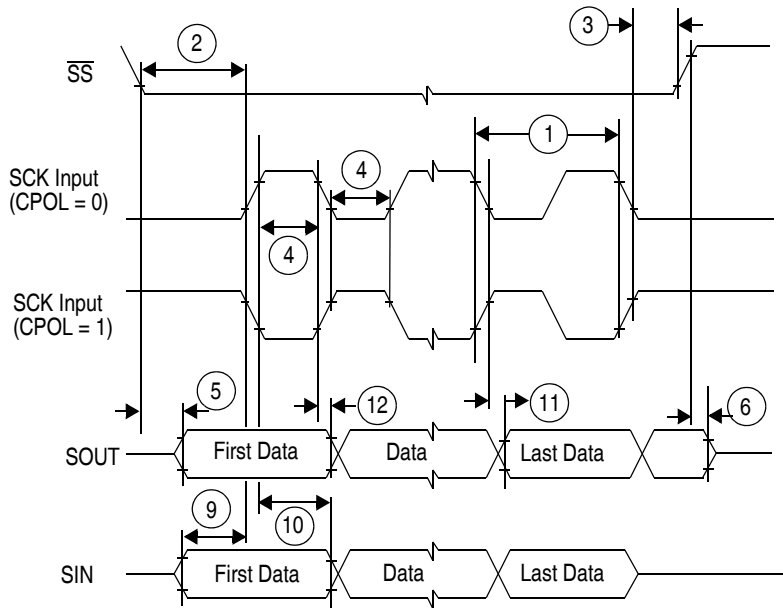 2
3
SS
1
SCK Input
(CPOL = 0)
4
4
SCK Input
(CPOL = 1)
5
12
11
6
SOUT
First Data
Data
Last Data
9
10
SIN
First Data
Data
Last Data